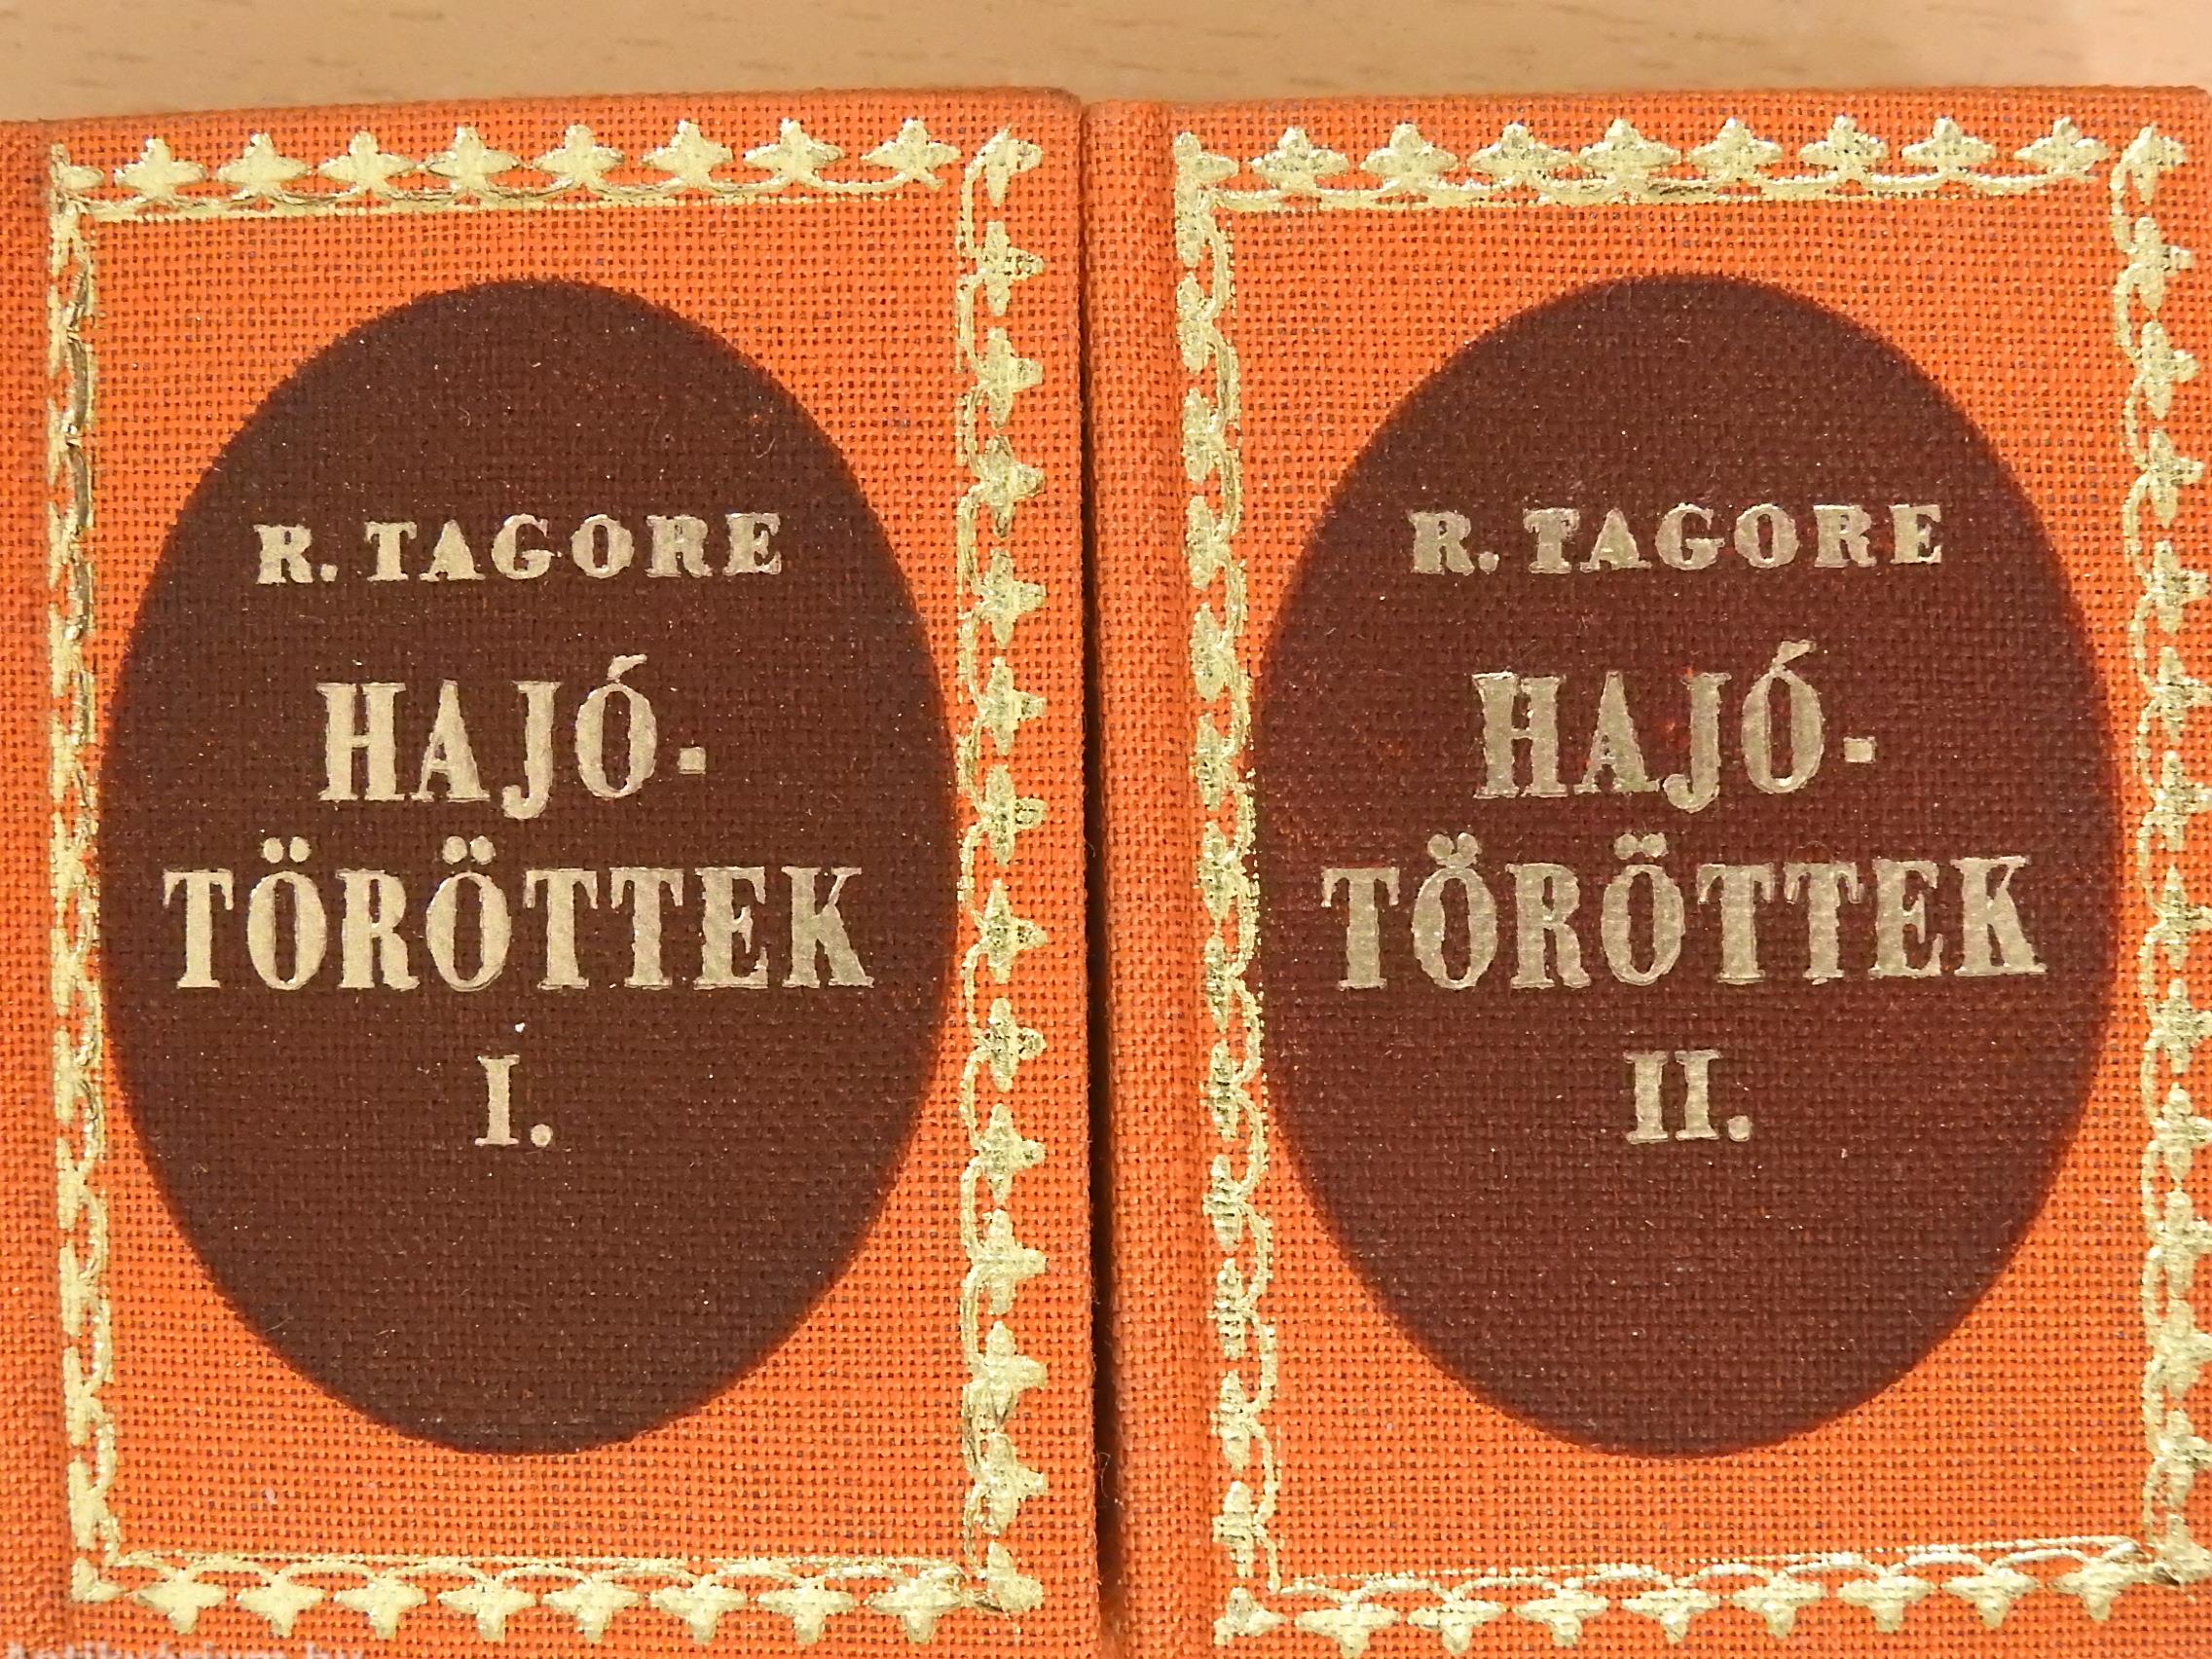 R. TAGORE
HAJÓ-
TÖRÖTTEK
I.
R. TAGORE
HAJÓ-
TÖRÖTTEK
II.